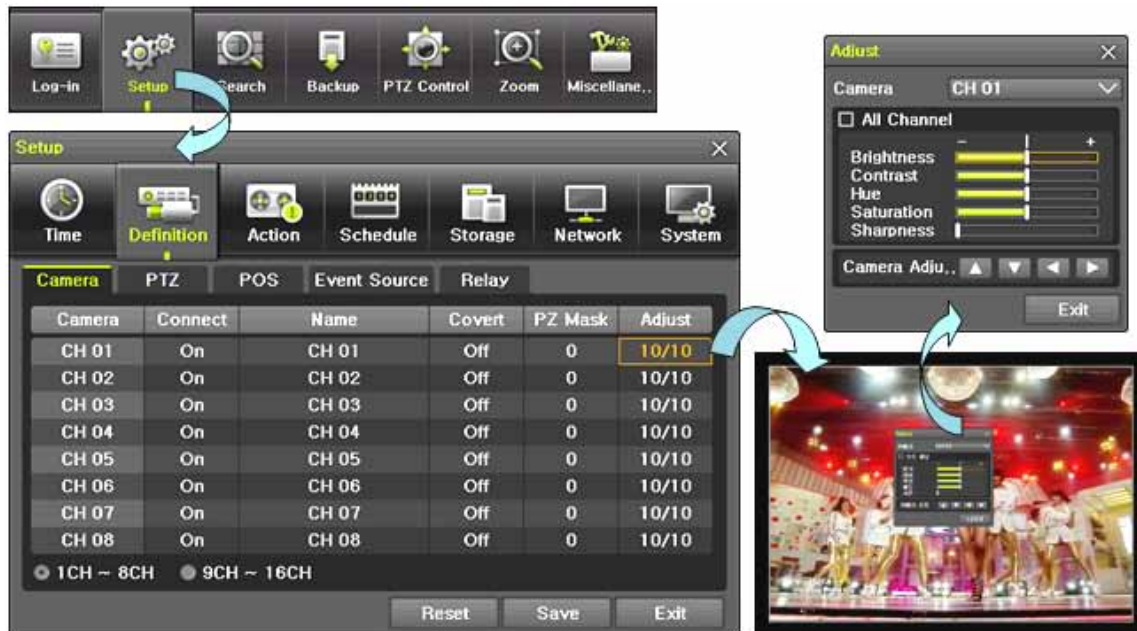 Log-in Setup Search Backup PTZ Control Zoom Miscellane..
Setup
Time Definition Action Schedule Storage Network System
Camera PTZ POS Event Source Relay
Camera Connect Name Covert PZ Mask Adjust
CH 01 On CH 01 Off 0 10/10
CH 02 On CH 02 Off 0 10/10
CH 03 On CH 03 Off 0 10/10
CH 04 On CH 04 Off 0 10/10
CH 05 On CH 05 Off 0 10/10
CH 06 On CH 06 Off 0 10/10
CH 07 On CH 07 Off 0 10/10
CH 08 On CH 08 Off 0 10/10
1CH ~ 8CH 9CH ~ 16CH
Reset Save Exit
Adjust
Camera CH 01
All Channel
- +
Brightness
Contrast
Hue
Saturation
Sharpness
Camera Adju..
Exit